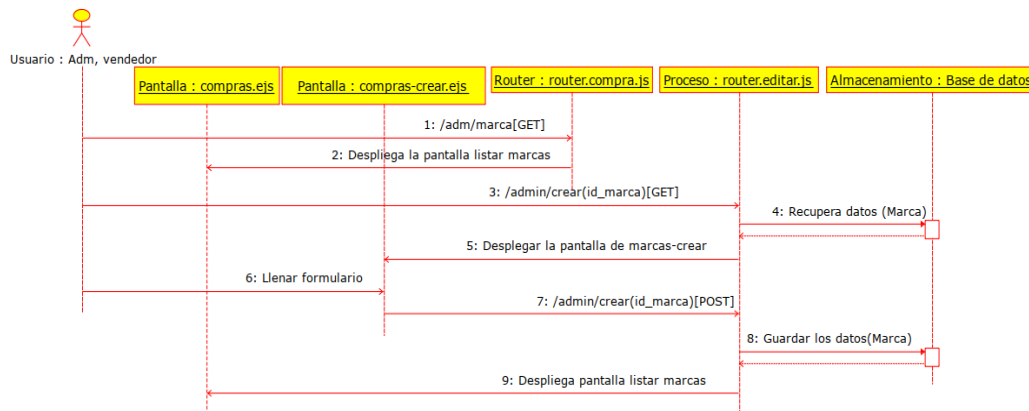 Usuario : Adm, vendedor
Pantalla : compras.ejs
Pantalla : compras-crear.ejs
Router : router.compra.js
Proceso : router.editar.js
Almacenamiento : Base de datos
1: /adm/marca[GET]
2: Despliega la pantalla listar marcas
3: /admin/crear(id_marca)[GET]
4: Recupera datos (Marca)
5: Desplegar la pantalla de marcas-crear
6: Llenar formulario
7: /admin/crear(id_marca)[POST]
8: Guardar los datos(Marca)
9: Despliega pantalla listar marcas